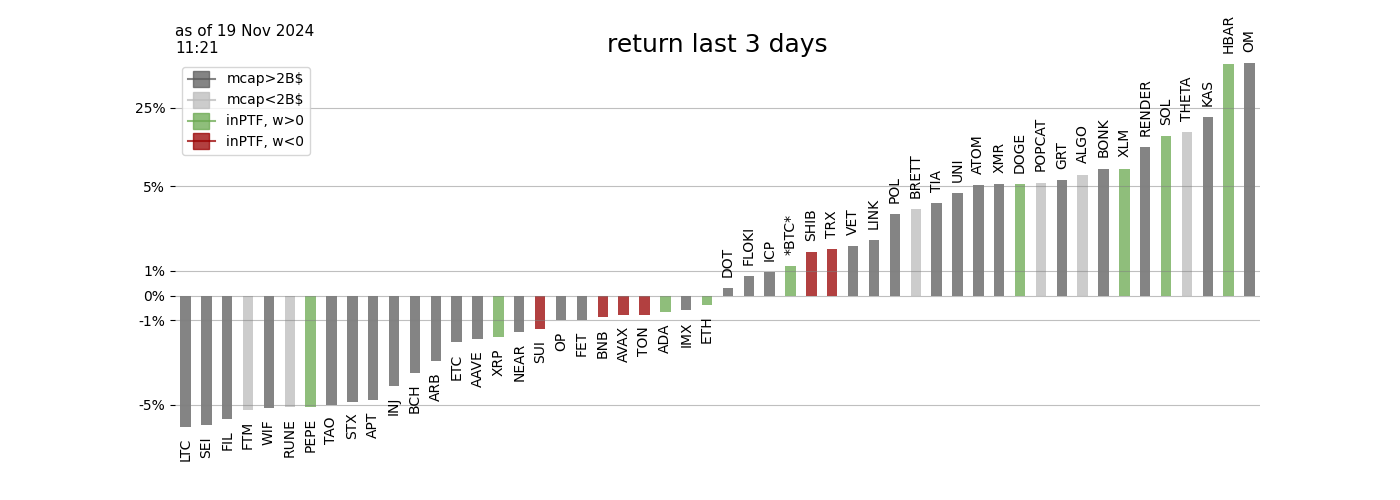 as of 19 Nov 2024
11:21
return last 3 days
mcap>2B$
mcap<2B$
inPTF, w>0
inPTF, w<0
25%
5%
1%
0%
-1%
-5%
LTC
SEI
FIL
FTM
WIF
RUNE
PEPE
TAO
STX
APT
INJ
BCH
ARB
ETC
AAVE
XRP
NEAR
SUI
OP
FET
BNB
AVAX
TON
ADA
IMX
ETH
DOT
FLOKI
ICP
*BTC*
SHIB
TRX
VET
LINK
POL
BRETT
TIA
UNI
ATOM
XMR
DOGE
POPCAT
GRT
ALGO
BONK
XLM
RENDER
SOL
THETA
KAS
HBAR
OM